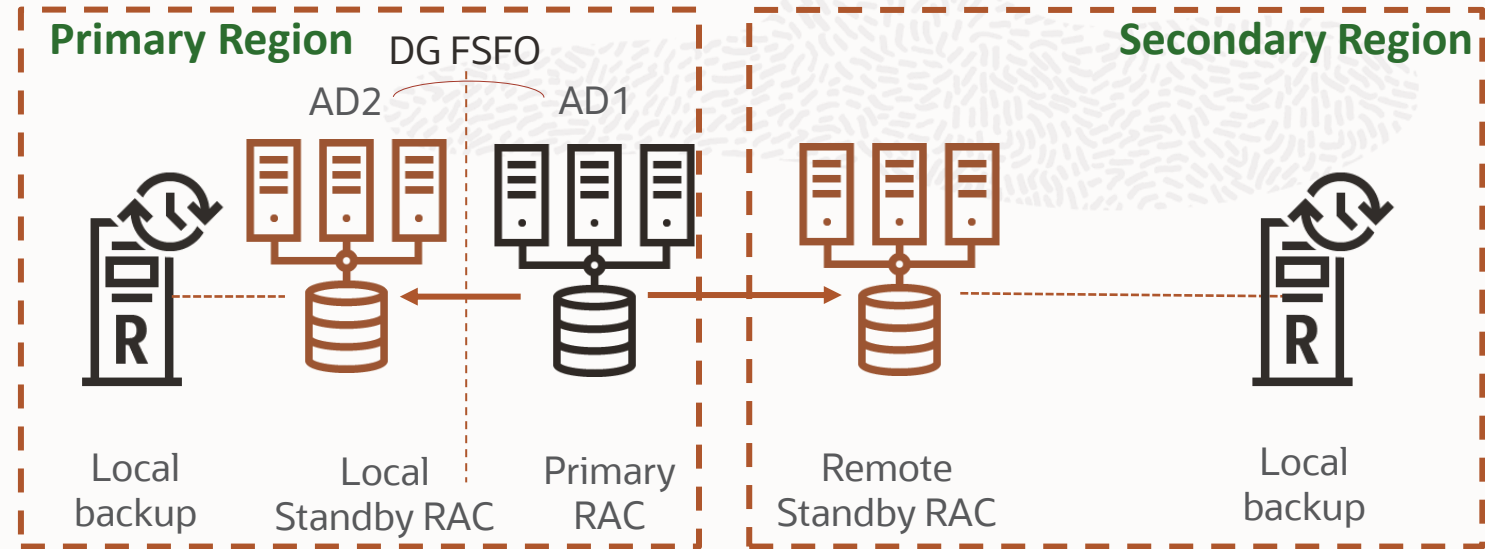 Primary Region
DG FSFO
Secondary Region
AD2
AD1
R
R
Local
backup
Local
Standby RAC
Primary
RAC
Remote
Standby RAC
Local
backup